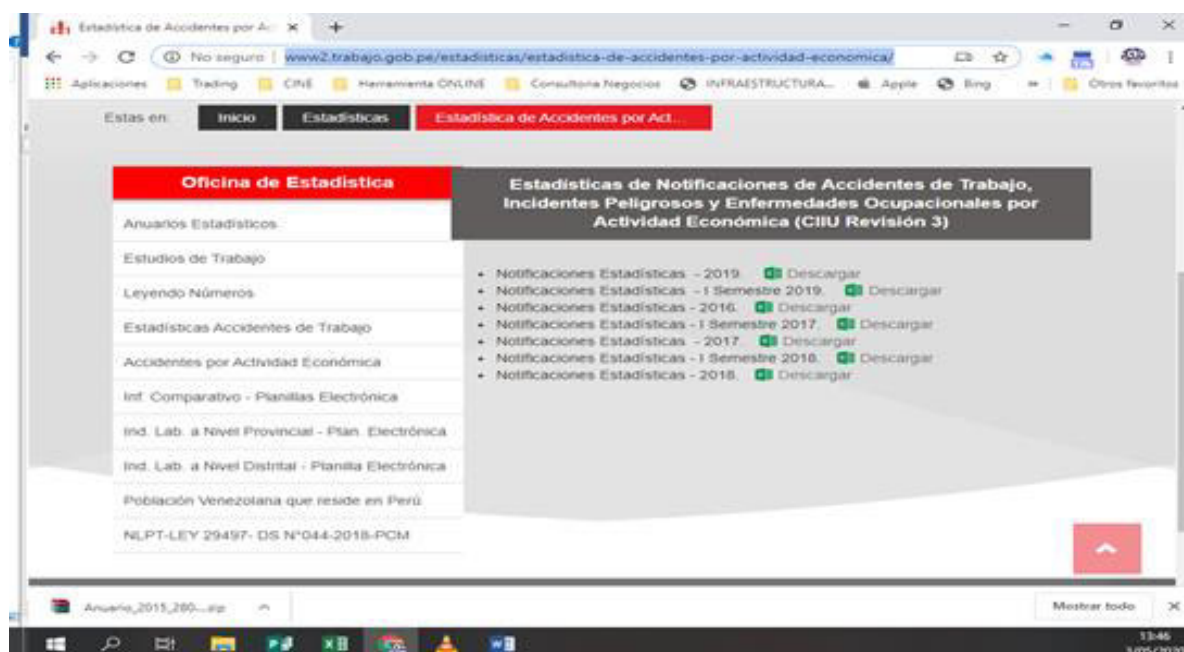 Estadística de Accidentes por Ac
No seguro | www2.trabajo.gob.pe/estadisticas/estadistica-de-accidentes-por-actividad-economica/
Aplicaciones Trading CINE Herramienta ONLINE Consultoria Negocios INFRAESTRUCTURA... Apple Bing Otros favoritos
Estas en: Inicio Estadísticas Estadística de Accidentes por Act...
Oficina de Estadística
Anuarios Estadísticos
Estudios de Trabajo
Leyendo Números
Estadísticas Accidentes de Trabajo
Accidentes por Actividad Económica
Inf. Comparativo - Planillas Electrónica
Ind. Lab. a Nivel Provincial - Plan. Electrónica
Ind. Lab. a Nivel Distrital - Planilla Electrónica
Población Venezolana que reside en Perú
NLPT-LEY 29497- DS N°044-2018-PCM
Estadísticas de Notificaciones de Accidentes de Trabajo,
Incidentes Peligrosos y Enfermedades Ocupacionales por
Actividad Económica (CIIU Revisión 3)
Notificaciones Estadísticas - 2019. Descargar
Notificaciones Estadísticas - I Semestre 2019. Descargar
Notificaciones Estadísticas - 2016. Descargar
Notificaciones Estadísticas - I Semestre 2017. Descargar
Notificaciones Estadísticas - 2017. Descargar
Notificaciones Estadísticas - I Semestre 2018. Descargar
Notificaciones Estadísticas - 2018. Descargar
Anuario_2015_280....zip
Mostrar todo
13:46
3/05/2020